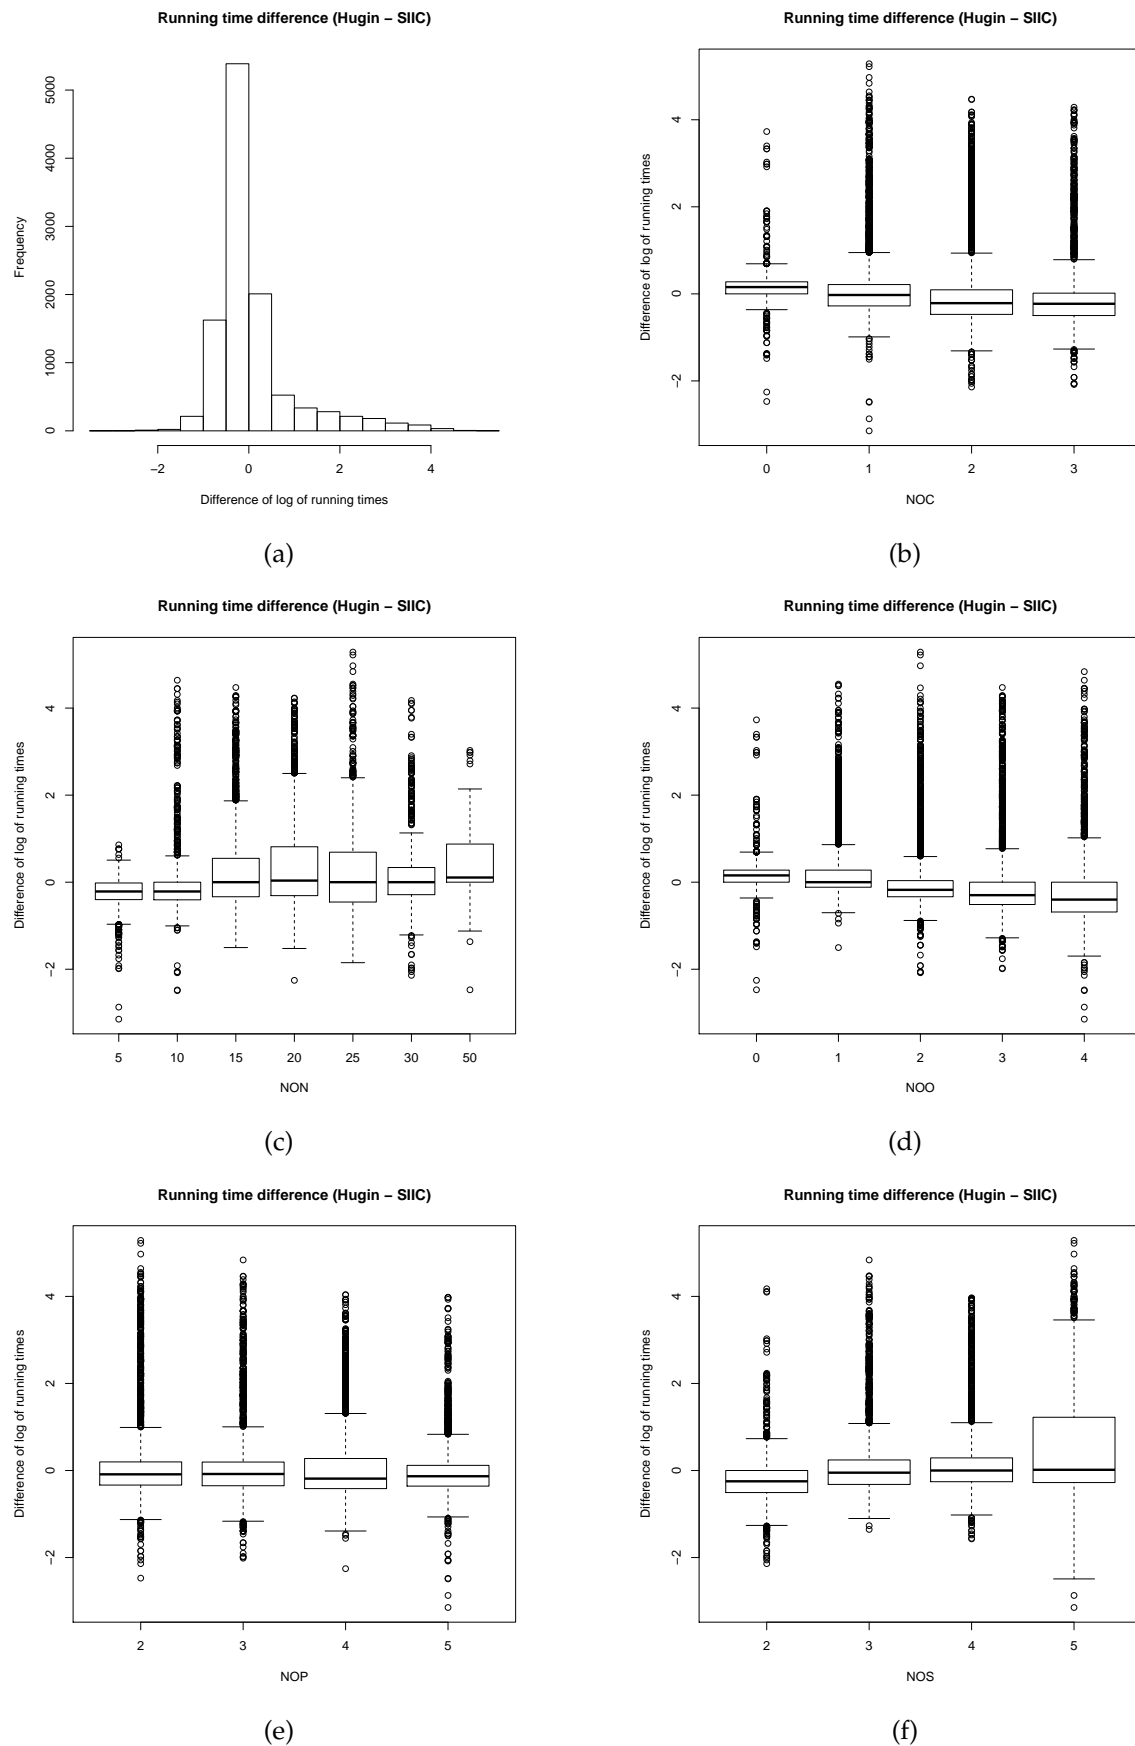 Running time difference (Hugin − SIIC)
Frequency
5000
4000
3000
2000
1000
0
−2 0 2 4
Difference of log of running times
(a)
Running time difference (Hugin − SIIC)
Difference of log of running times
4
2
0
−2
0 1 2 3
NOC
(b)
Running time difference (Hugin − SIIC)
Difference of log of running times
4
2
0
−2
5 10 15 20 25 30 50
NON
(c)
Running time difference (Hugin − SIIC)
Difference of log of running times
4
2
0
−2
0 1 2 3 4
NOO
(d)
Running time difference (Hugin − SIIC)
Difference of log of running times
4
2
0
−2
2 3 4 5
NOP
(e)
Running time difference (Hugin − SIIC)
Difference of log of running times
4
2
0
−2
2 3 4 5
NOS
(f)